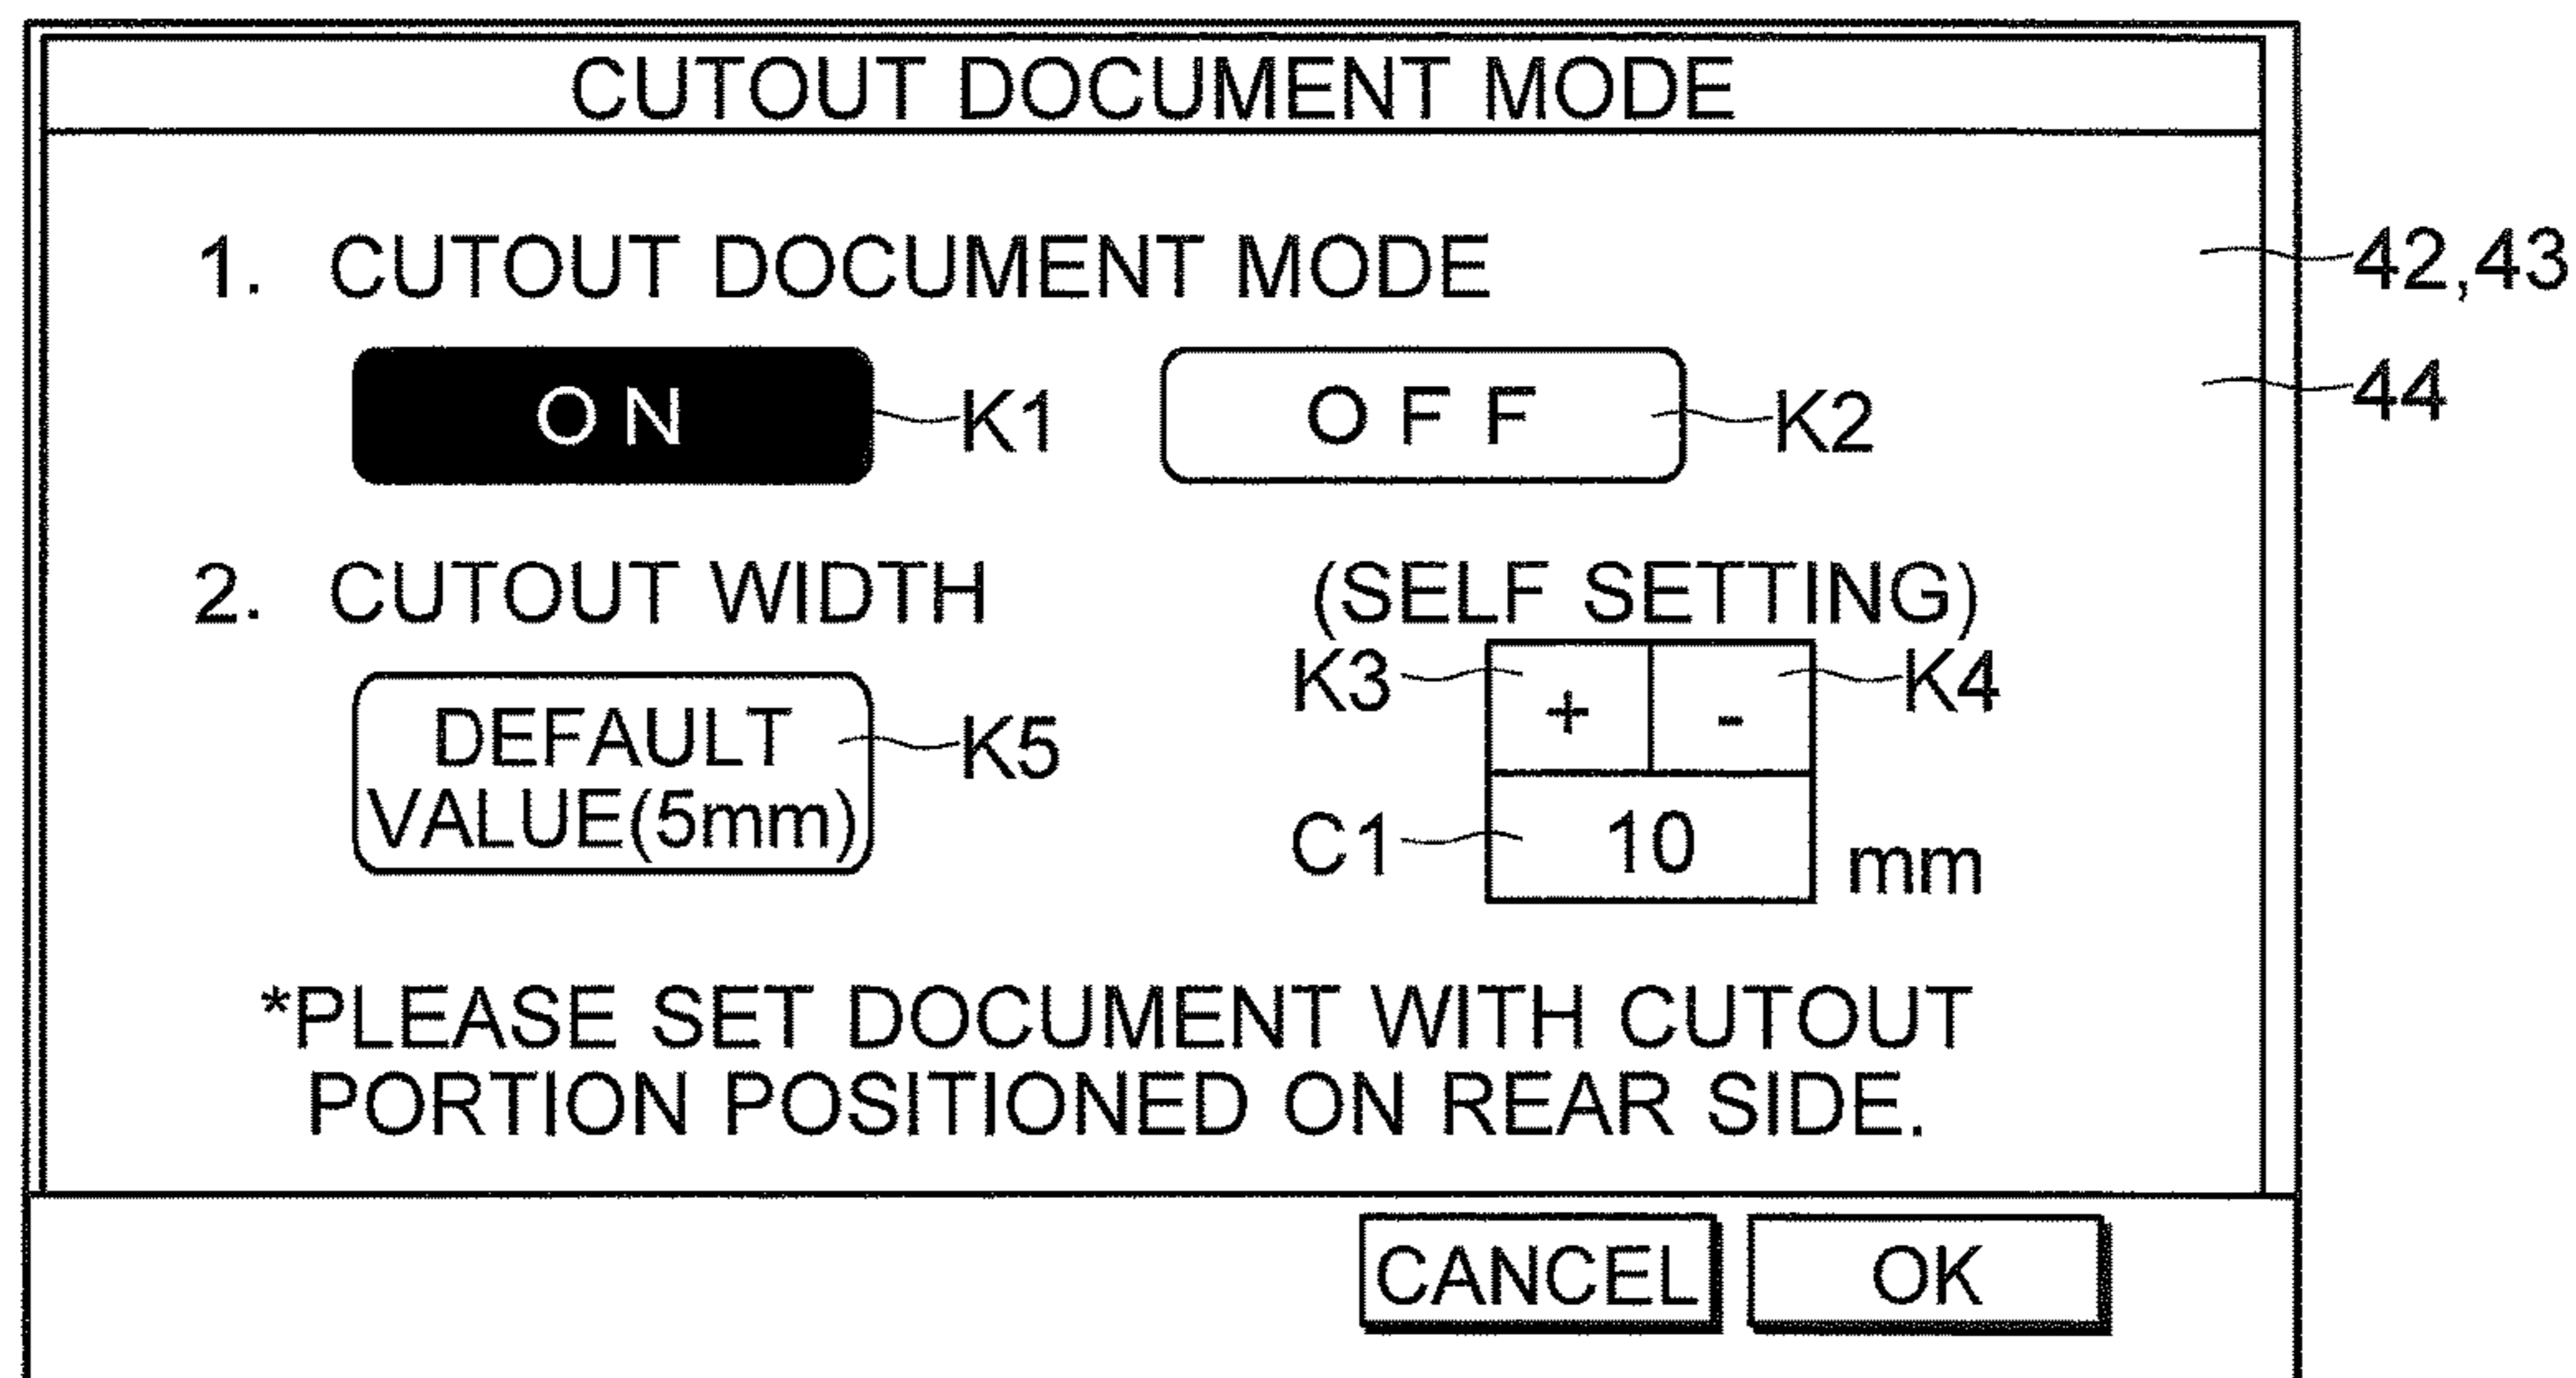 CUTOUT DOCUMENT MODE
1. CUTOUT DOCUMENT MODE
42,43
ON
K1
OFF
K2
44
2. CUTOUT WIDTH
(SELF SETTING)
DEFAULT
VALUE(5mm)
K5
K3
+
-
K4
C1
10
mm
*PLEASE SET DOCUMENT WITH CUTOUT
PORTION POSITIONED ON REAR SIDE.
CANCEL
OK